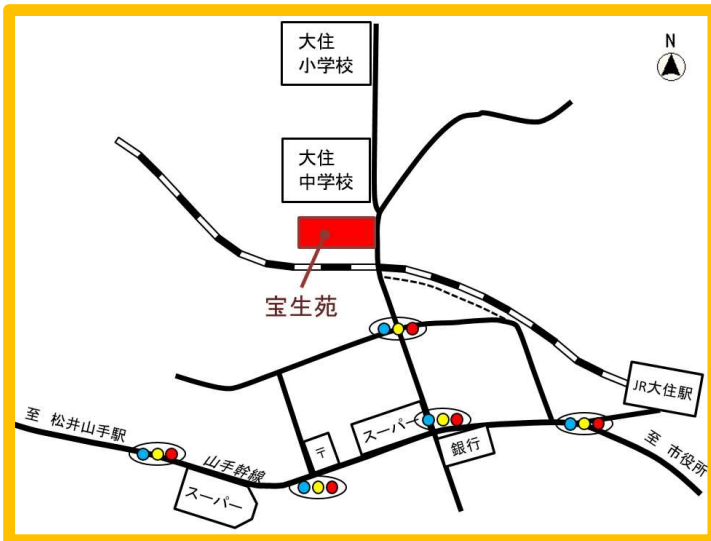 大住
小学校
N
大住
中学校
宝生苑
JR大住駅
至 松井山手駅
山手幹線
スーパー
〒
スーパー
銀行
至 市役所